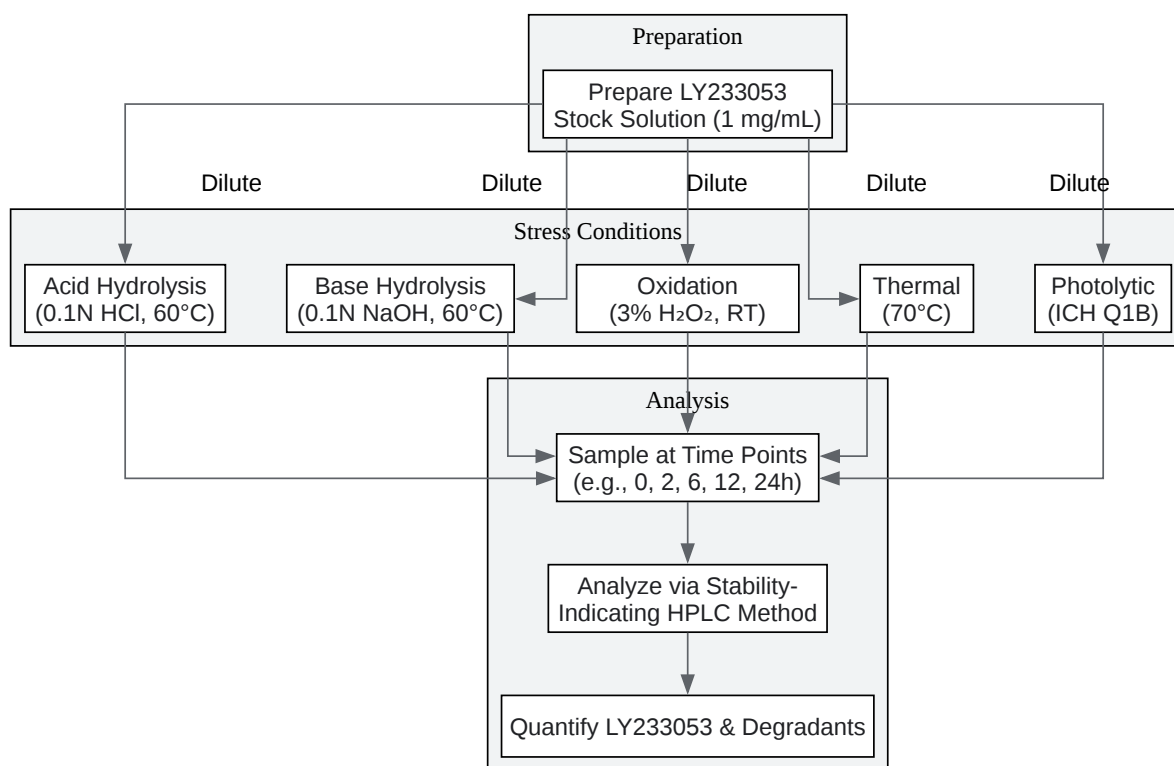 Preparation
Prepare LY233053
Stock Solution (1 mg/mL)
Dilute
Dilute
Dilute
Dilute
Dilute
Stress Conditions
Acid Hydrolysis
(0.1N HCl, 60°C)
Base Hydrolysis
(0.1N NaOH, 60°C)
Oxidation
(3% H₂O₂, RT)
Thermal
(70°C)
Photolytic
(ICH Q1B)
Analysis
Sample at Time Points
(e.g., 0, 2, 6, 12, 24h)
Analyze via Stability-
Indicating HPLC Method
Quantify LY233053 & Degradants